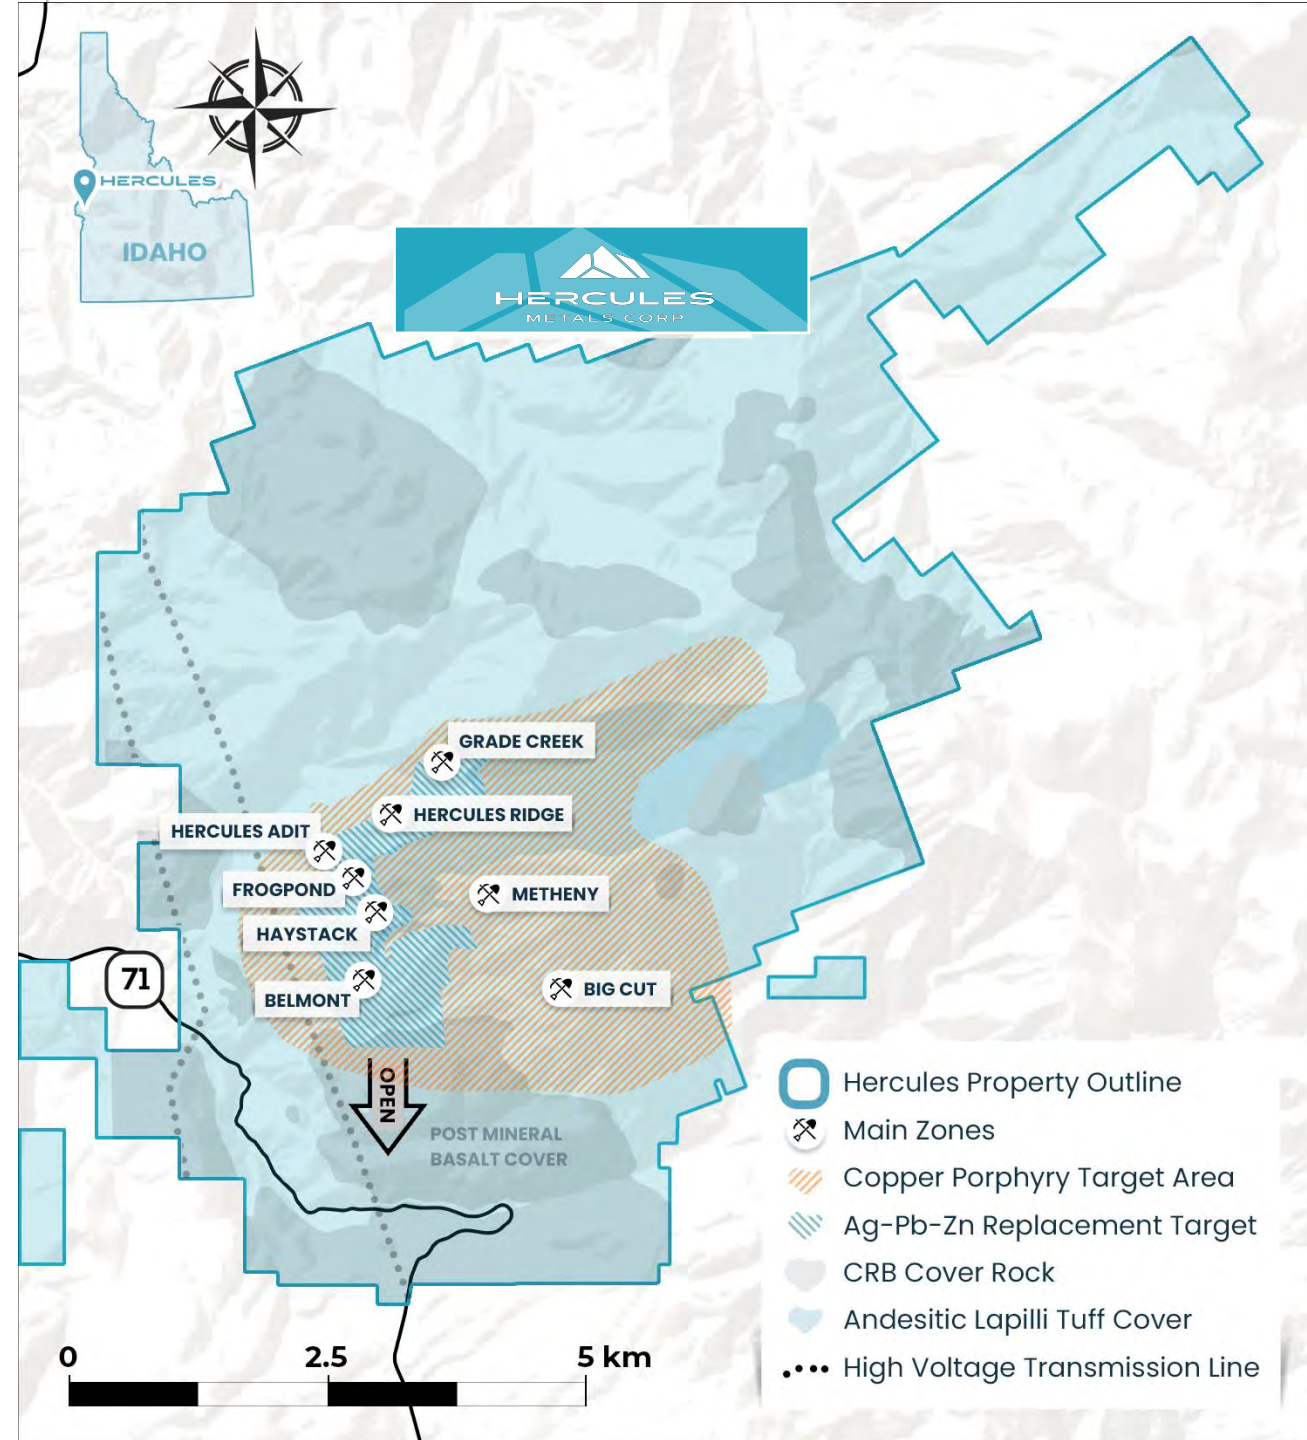 HERCULES
IDAHO
HERCULES
METALS CORP
GRADE CREEK
HERCULES RIDGE
HERCULES ADIT
FROGPOND
METHENY
HAYSTACK
71
BELMONT
BIG CUT
OPEN
POST MINERAL
BASALT COVER
Hercules Property Outline
Main Zones
Copper Porphyry Target Area
Ag-Pb-Zn Replacement Target
CRB Cover Rock
Andesitic Lapilli Tuff Cover
High Voltage Transmission Line
0 2.5 5 km